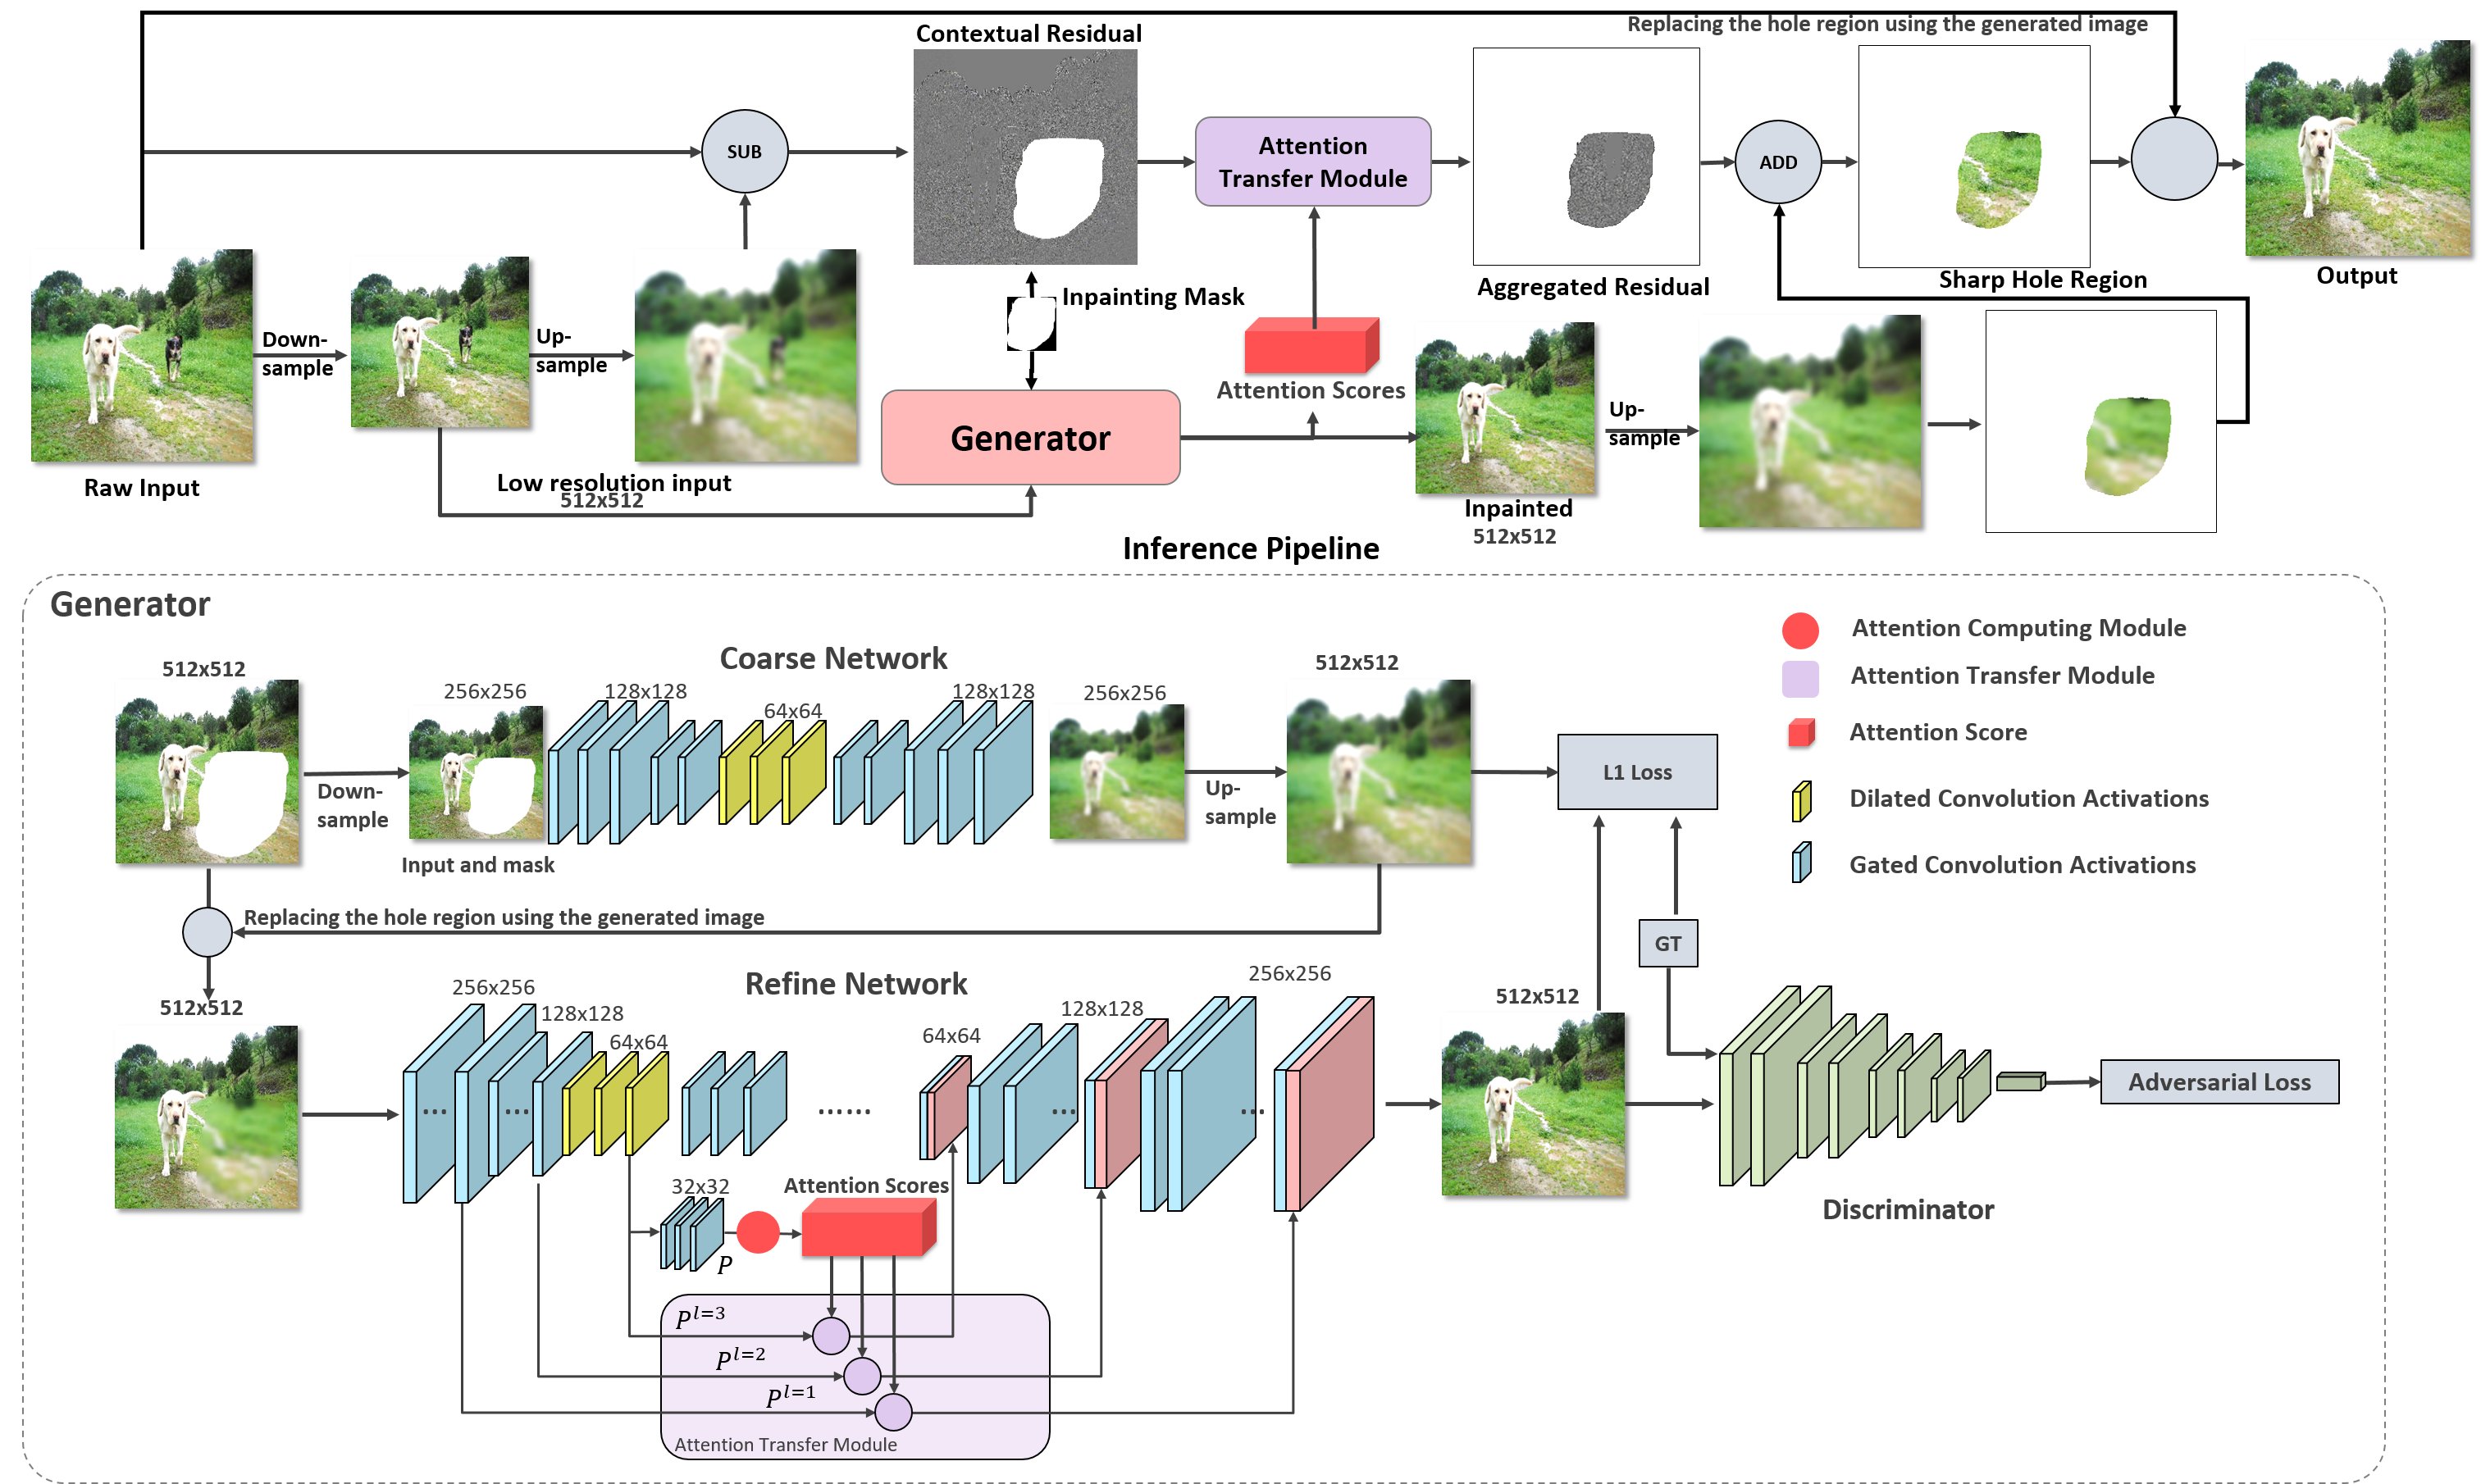 Replacing the hole region using the generated image
Contextual Residual
SUB
Attention
Transfer Module
ADD
Inpainting Mask
Aggregated Residual
Sharp Hole Region
Output
Down-
sample
Up-
sample
Attention Scores
Generator
Up-
sample
Raw Input
Low resolution input
512x512
Inpainted
512x512
Inference Pipeline
Generator
Coarse Network
512x512
256x256
128x128
64x64
128x128
256x256
512x512
Down-
sample
Input and mask
Up-
sample
L1 Loss
Attention Computing Module
Attention Transfer Module
Attention Score
Dilated Convolution Activations
Gated Convolution Activations
Replacing the hole region using the generated image
GT
Refine Network
512x512
256x256
128x128
64x64
......
64x64
128x128
256x256
512x512
Adversarial Loss
Discriminator
32x32
P
Attention Scores
P^{l=3}
P^{l=2}
P^{l=1}
Attention Transfer Module